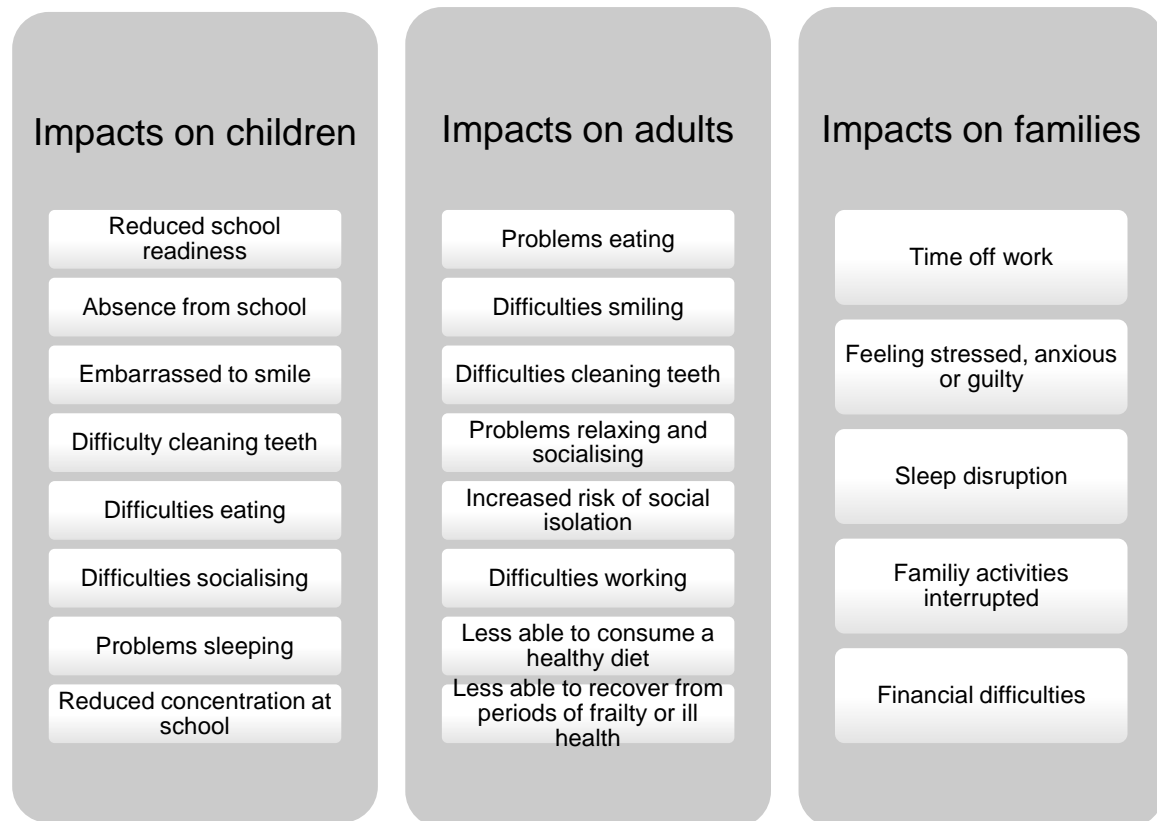 Impacts on children
Reduced school
readiness
Absence from school
Embarrassed to smile
Difficulty cleaning teeth
Difficulties eating
Difficulties socialising
Problems sleeping
Reduced concentration at
school
Impacts on adults
Problems eating
Difficulties smiling
Difficulties cleaning teeth
Problems relaxing and
socialising
Increased risk of social
isolation
Difficulties working
Less able to consume a
healthy diet
Less able to recover from
periods of frailty or ill
health
Impacts on families
Time off work
Feeling stressed, anxious
or guilty
Sleep disruption
Familiy activities
interrupted
Financial difficulties